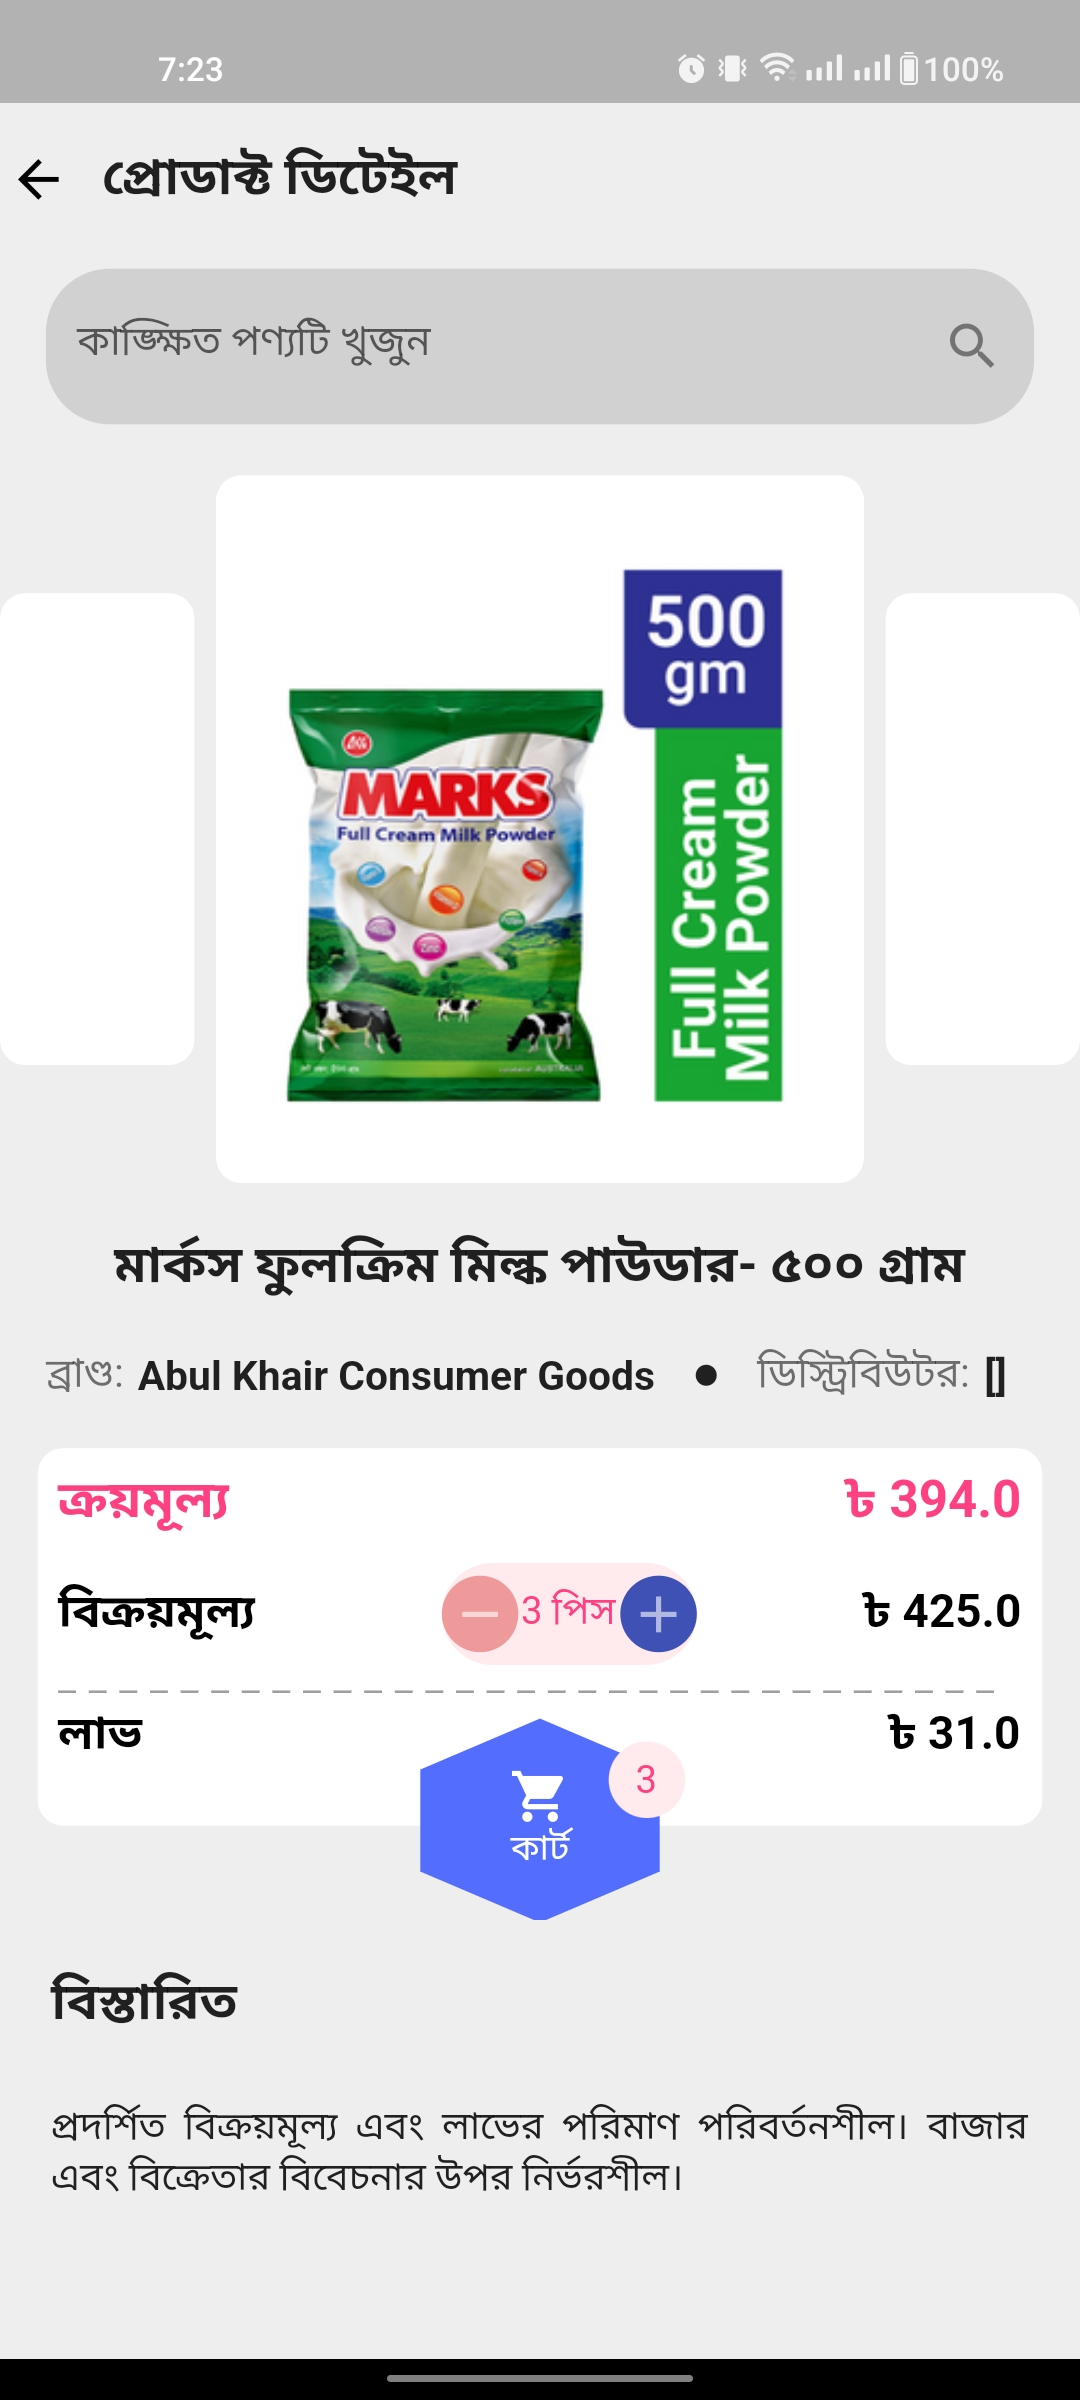 7:23
100%
প্রোডাক্ট ডিটেইল
কাঙ্ক্ষিত পণ্যটি খুজুন
500
gm
MARKS
Full Cream Milk Powder
Full Cream
Milk Powder
মার্কস ফুলক্রিম মিল্ক পাউডার- ৫০০ গ্রাম
ব্রাণ্ড: Abul Khair Consumer Goods ● ডিস্ট্রিবিউটর: []
ক্রয়মূল্য ৳ 394.0
বিক্রয়মূল্য 3 পিস ৳ 425.0
লাভ ৳ 31.0
3
কার্ট
বিস্তারিত
প্রদর্শিত বিক্রয়মূল্য এবং লাভের পরিমাণ পরিবর্তনশীল। বাজার
এবং বিক্রেতার বিবেচনার উপর নির্ভরশীল।